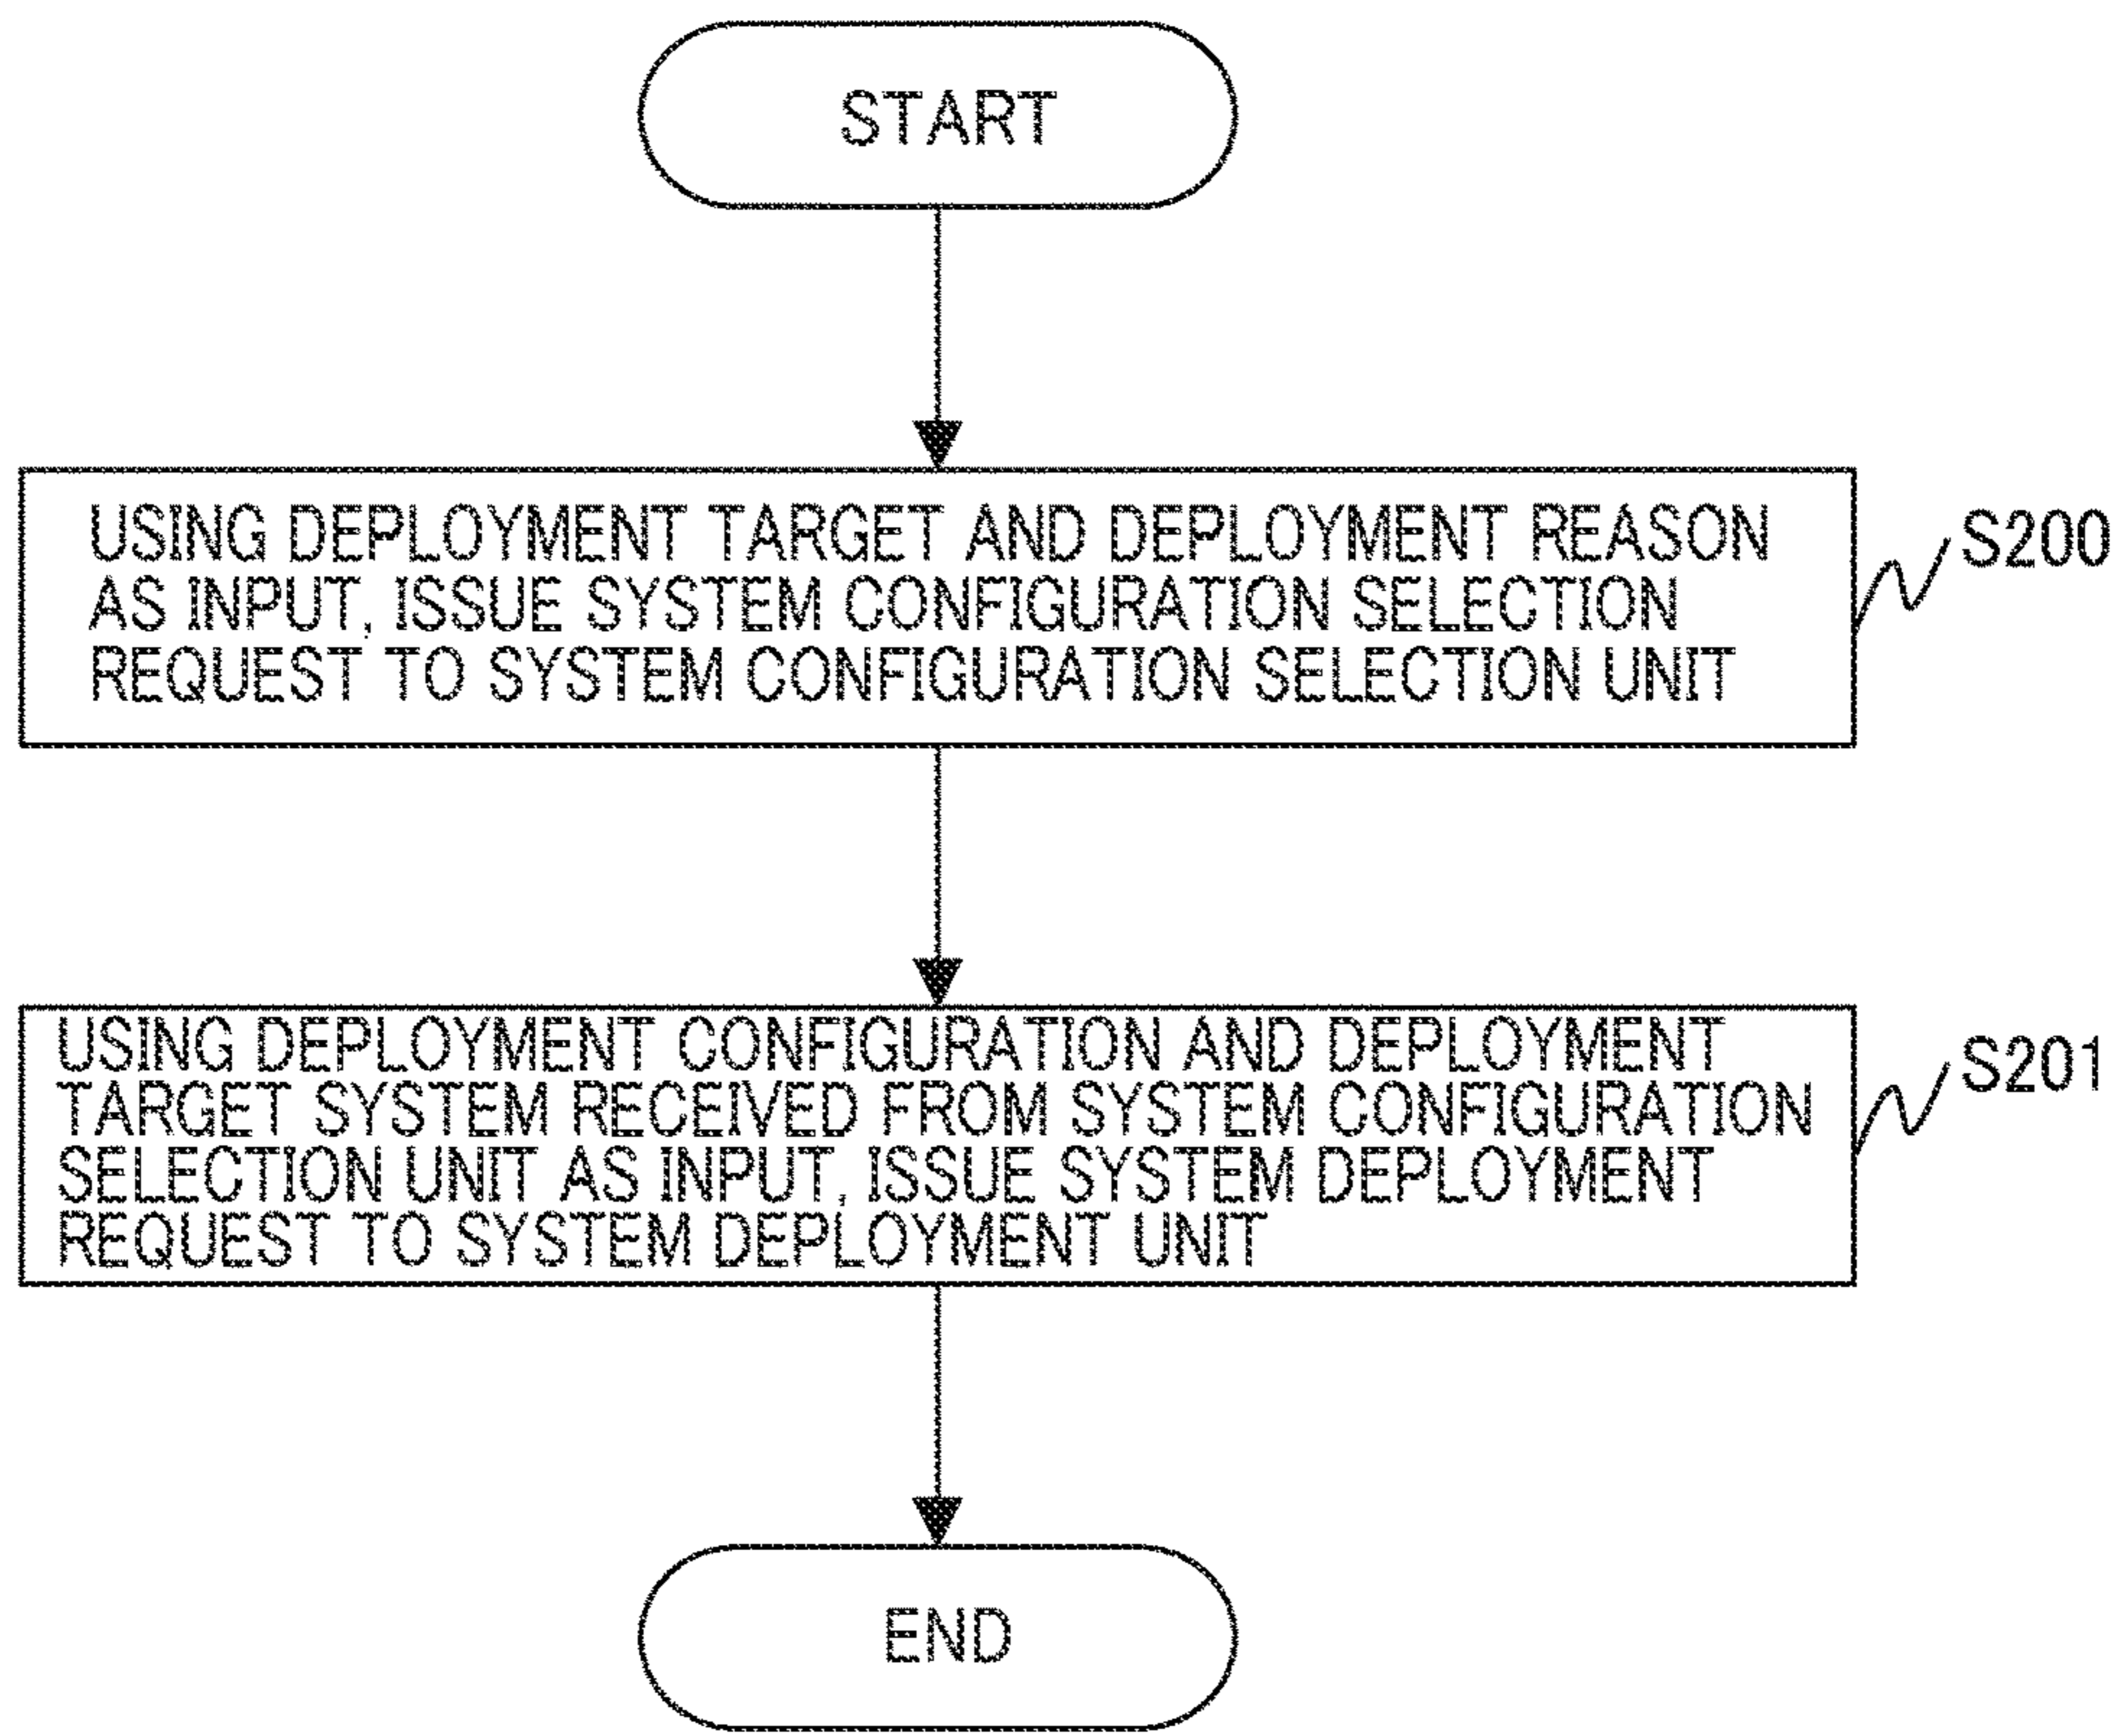 START
USING DEPLOYMENT TARGET AND DEPLOYMENT REASON
AS INPUT, ISSUE SYSTEM CONFIGURATION SELECTION
REQUEST TO SYSTEM CONFIGURATION SELECTION UNIT
S200
USING DEPLOYMENT CONFIGURATION AND DEPLOYMENT
TARGET SYSTEM RECEIVED FROM SYSTEM CONFIGURATION
SELECTION UNIT AS INPUT, ISSUE SYSTEM DEPLOYMENT
REQUEST TO SYSTEM DEPLOYMENT UNIT
S201
END